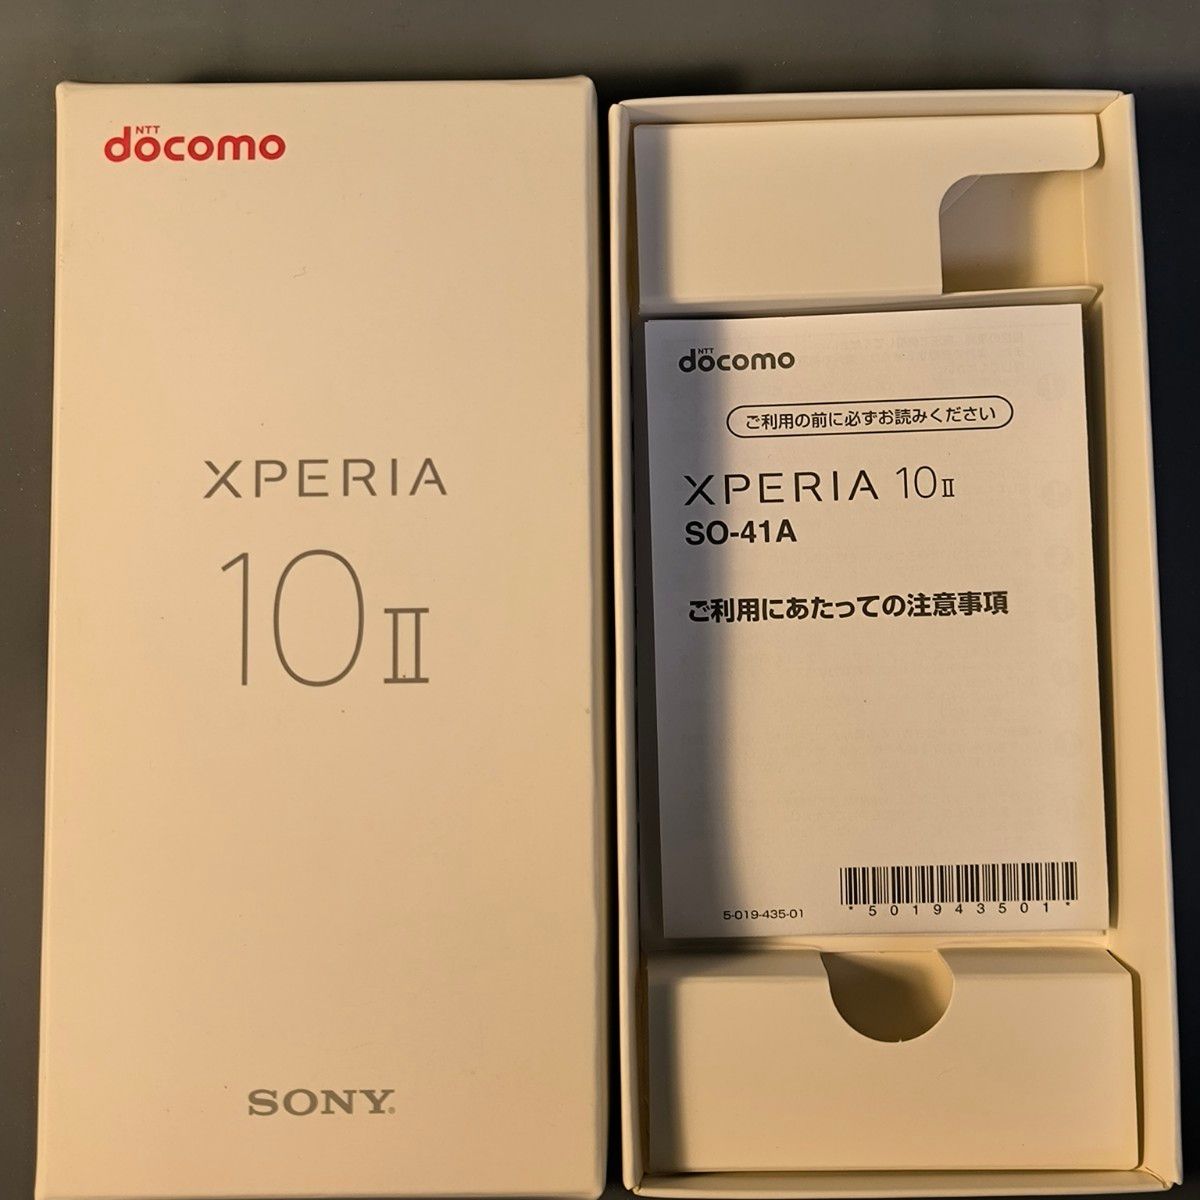 NTT
docomo
XPERIA
10 II
SONY
NTT
docomo
ご利用の前に必ずお読みください
XPERIA 10 II
SO-41A
ご利用にあたっての注意事項
5-019-435-01
*501943501*